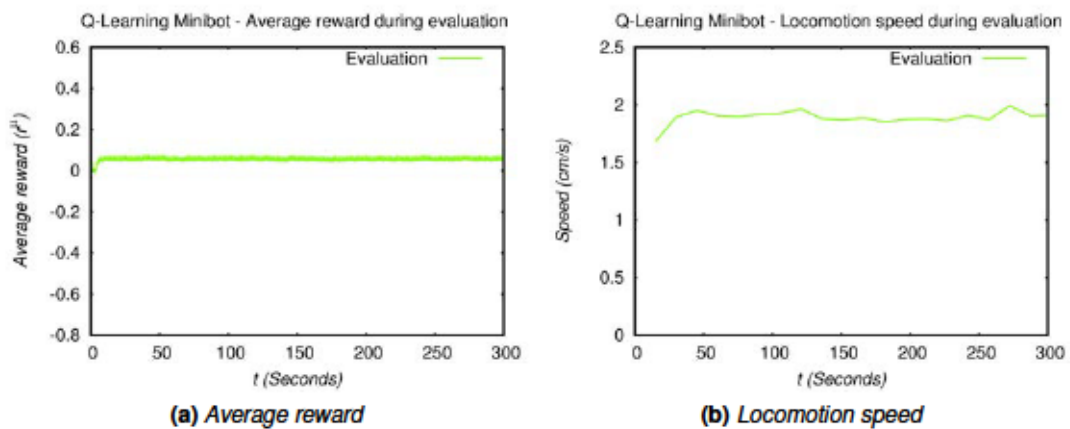 Q-Learning Minibot - Average reward during evaluation
0.6
Evaluation
0.4
0.2
0
-0.2
-0.4
-0.6
-0.8
Average reward
0 50 100 150 200 250 300
t (Seconds)
(a) Average reward
Q-Learning Minibot - Locomotion speed during evaluation
2.5
Evaluation
2
1.5
1
0.5
0
Speed (cm/s)
0 50 100 150 200 250 300
t (Seconds)
(b) Locomotion speed